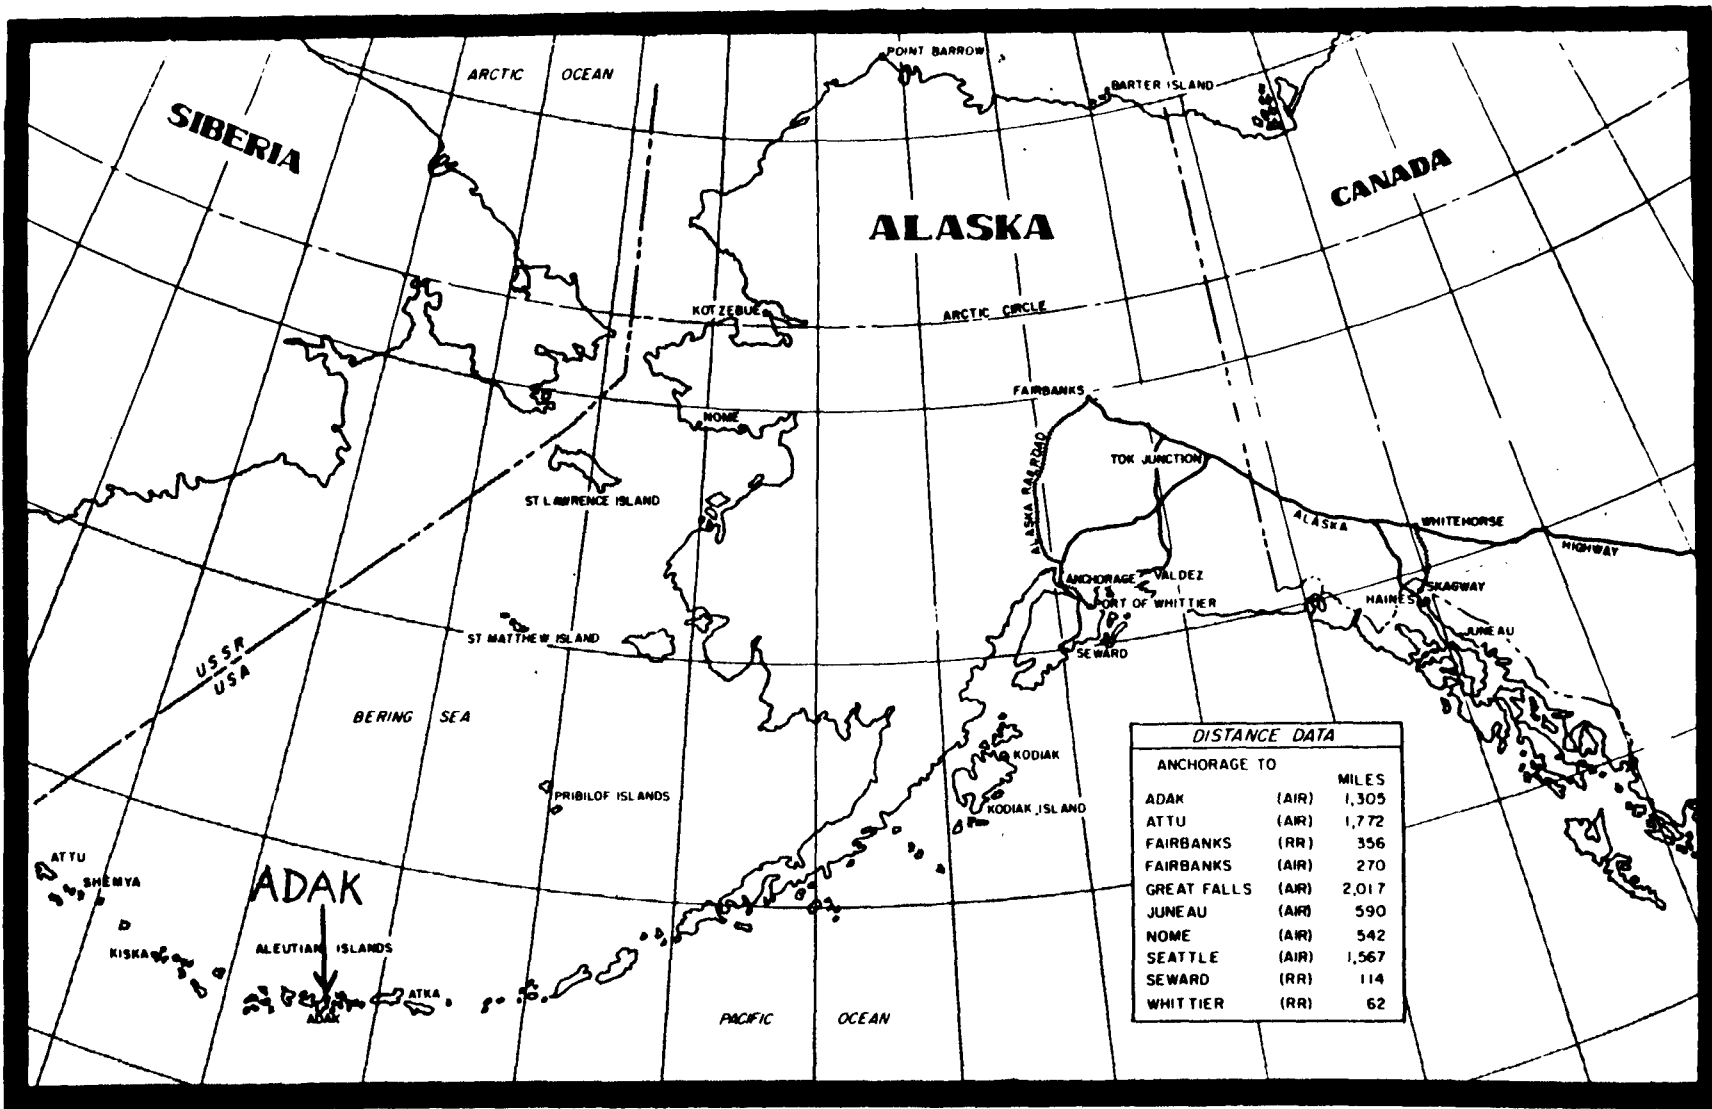 POINT BARROW
ARCTIC OCEAN
BARTER ISLAND
SIBERIA
CANADA
ALASKA
KOTZEBUE
ARCTIC CIRCLE
FAIRBANKS
NOME
ALASKA RAILROAD
TOK JUNCTION
ST LAWRENCE ISLAND
ALASKA
HIGHWAY
WHITEHORSE
ANCHORAGE
VALDEZ
SKAGWAY
HAINES
PORT OF WHITTIER
ST MATTHEW ISLAND
JUNEAU
SEWARD
USSR
USA
BERING SEA
KODIAK
PRIBILOF ISLANDS
KODIAK ISLAND
ATTU
SHEMYA
ADAK
ALEUTIAN ISLANDS
KISKA
ATKA
ADAK
PACIFIC OCEAN
DISTANCE DATA
ANCHORAGE TO
MILES
ADAK (AIR) 1,305
ATTU (AIR) 1,772
FAIRBANKS (RR) 356
FAIRBANKS (AIR) 270
GREAT FALLS (AIR) 2,017
JUNEAU (AIR) 590
NOME (AIR) 542
SEATTLE (AIR) 1,567
SEWARD (RR) 114
WHITTIER (RR) 62